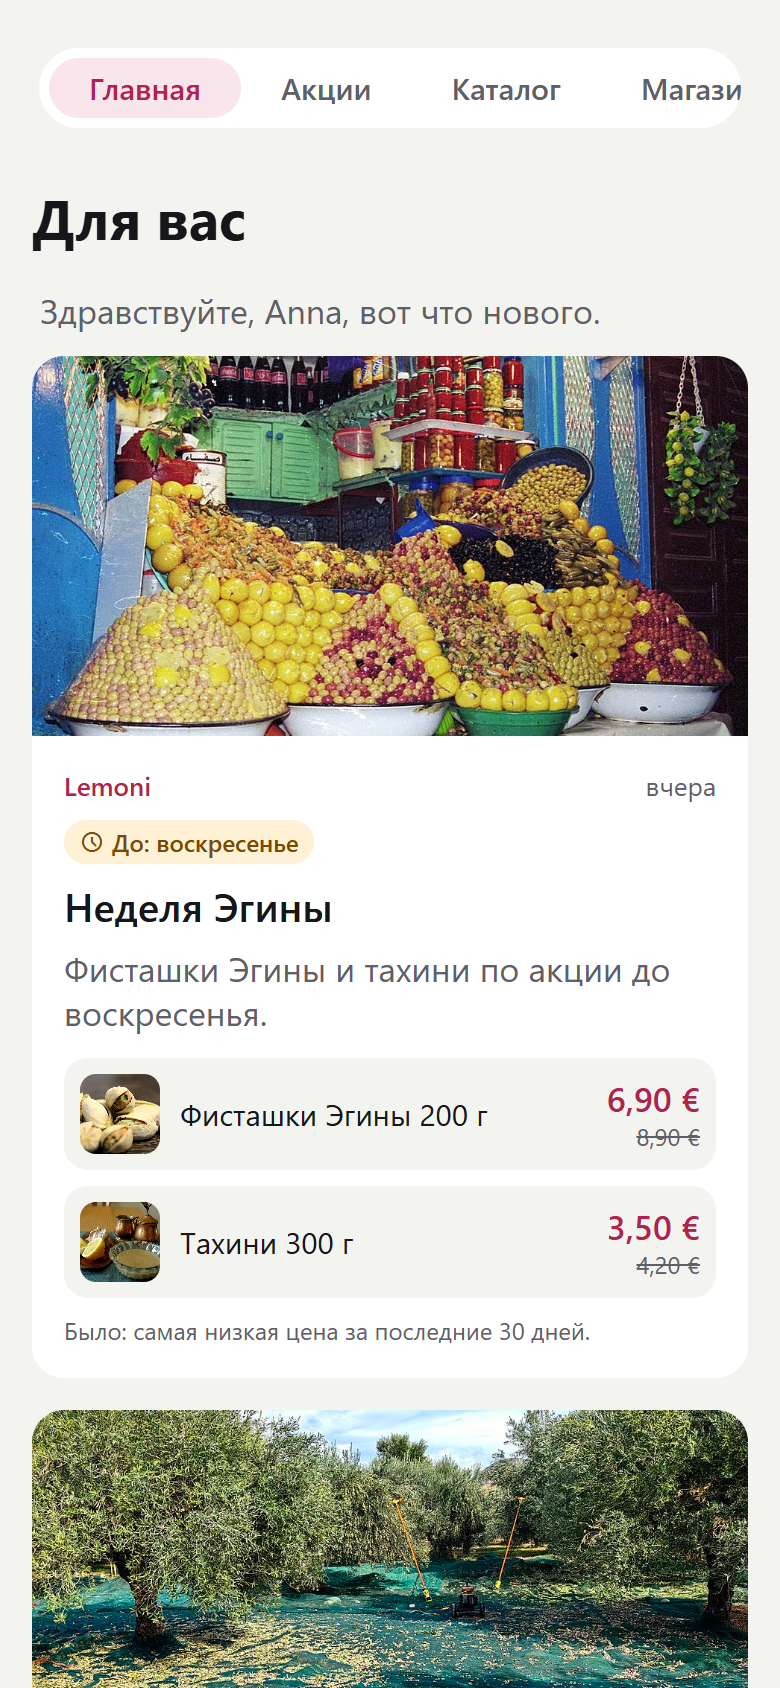 Главная Акции Каталог Магази
Для вас
Здравствуйте, Anna, вот что нового.
Lemoni вчера
До: воскресенье
Неделя Эгины
Фисташки Эгины и тахини по акции до
воскресенья.
Фисташки Эгины 200 г
6,90 €
8,90 €
Тахини 300 г
3,50 €
4,20 €
Было: самая низкая цена за последние 30 дней.